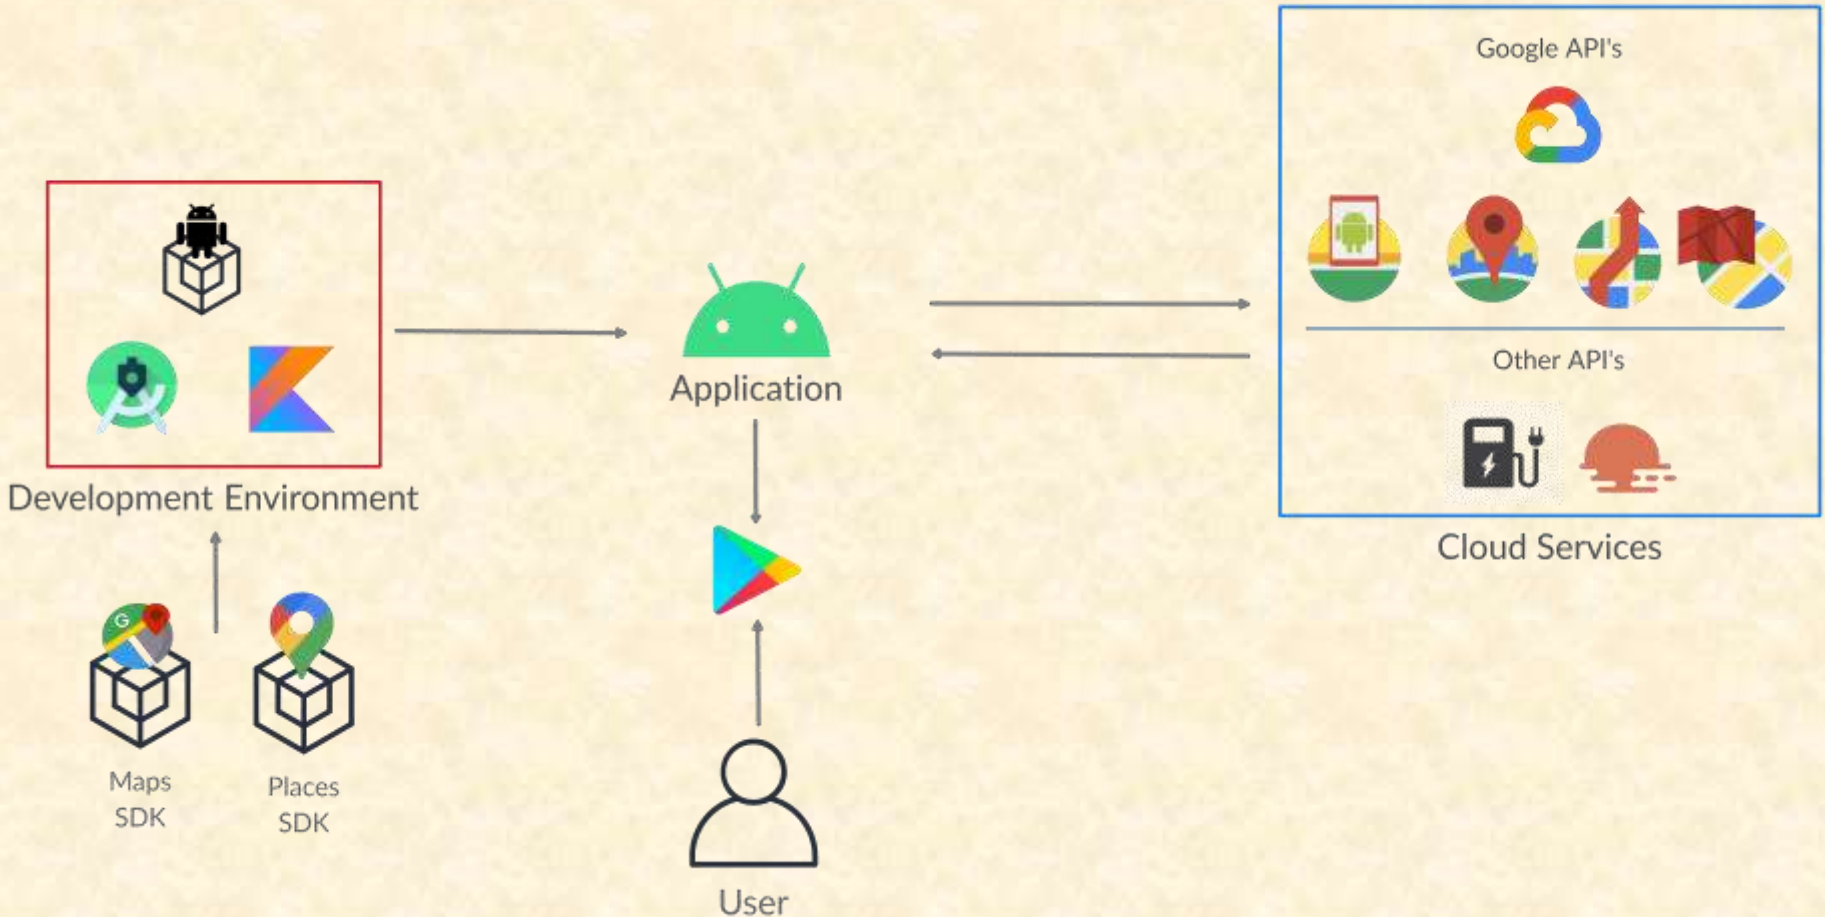 Google API's
Other API's
Cloud Services
Application
Development Environment
G
Maps
SDK
Places
SDK
User